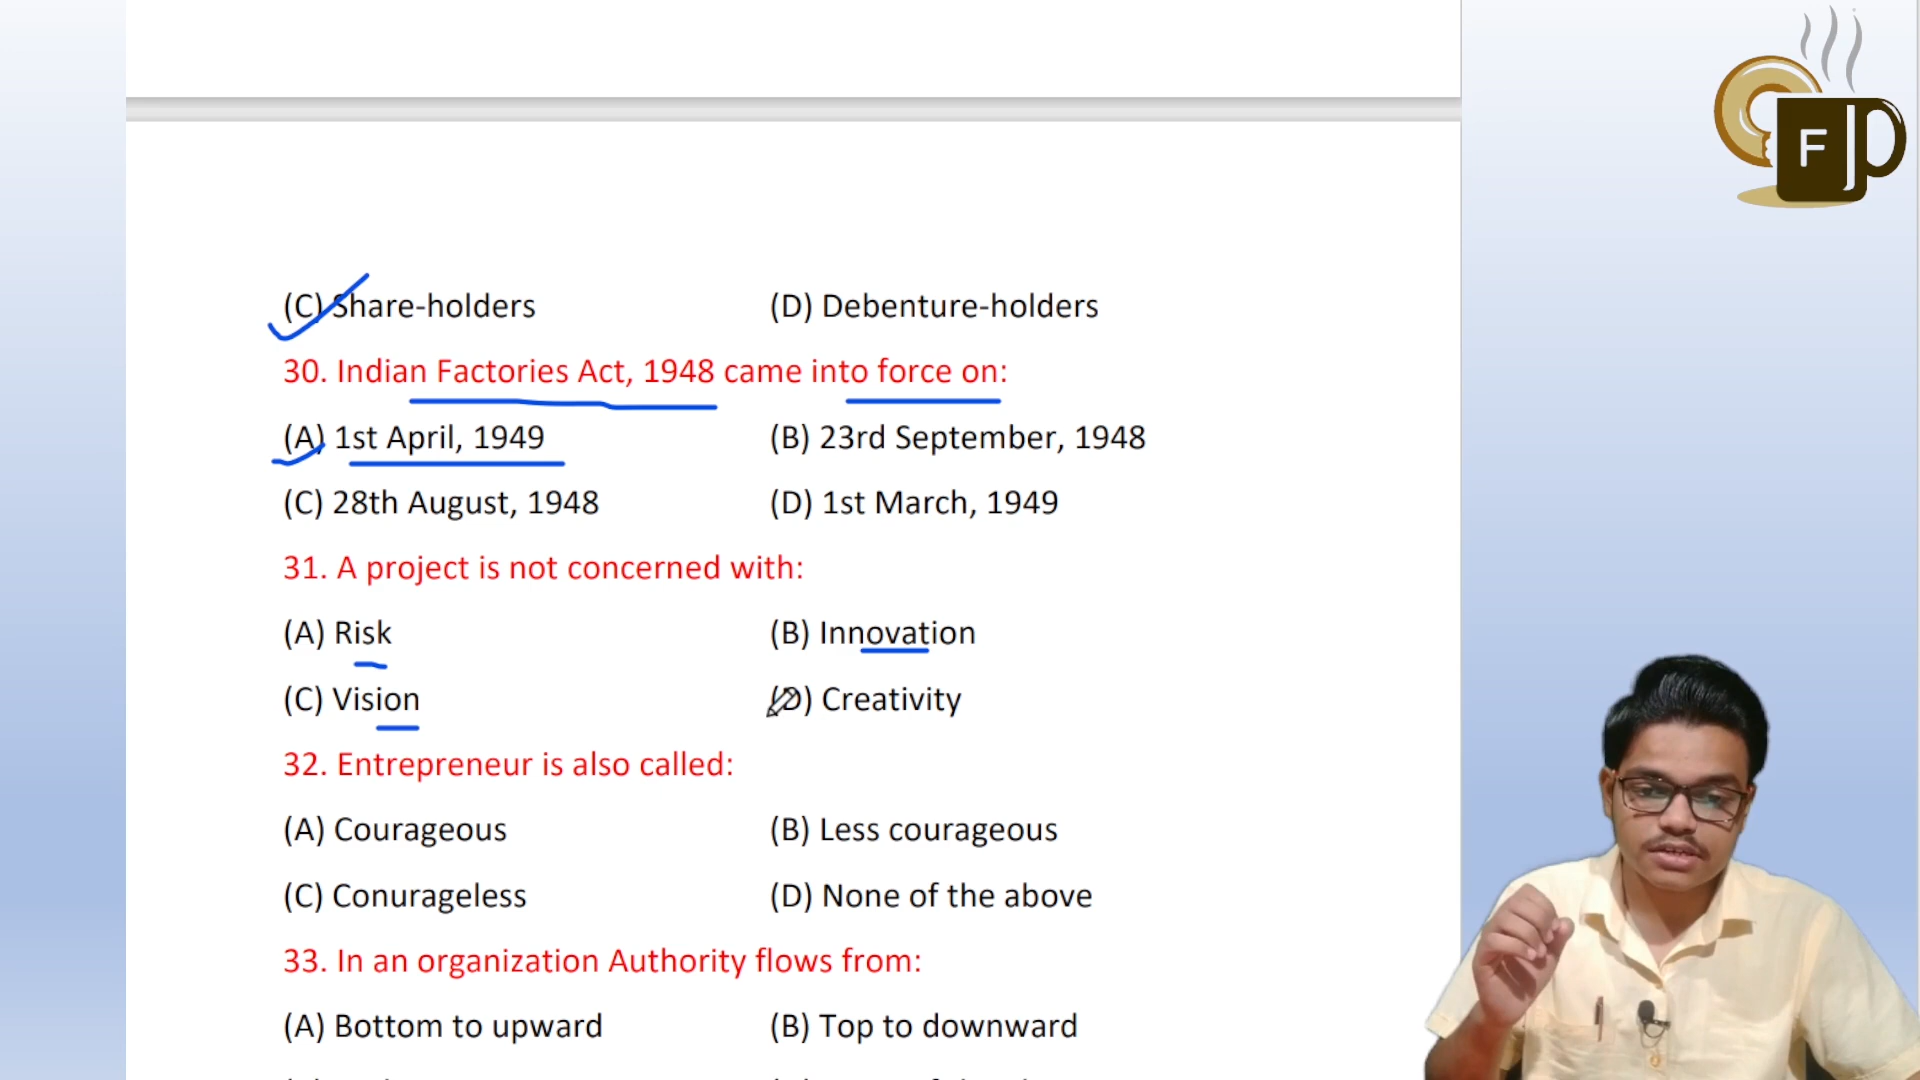 F
(C) Share-holders (D) Debenture-holders
30. Indian Factories Act, 1948 came into force on:
(A) 1st April, 1949 (B) 23rd September, 1948
(C) 28th August, 1948 (D) 1st March, 1949
31. A project is not concerned with:
(A) Risk (B) Innovation
(C) Vision (D) Creativity
32. Entrepreneur is also called:
(A) Courageous (B) Less courageous
(C) Conurageless (D) None of the above
33. In an organization Authority flows from:
(A) Bottom to upward (B) Top to downward